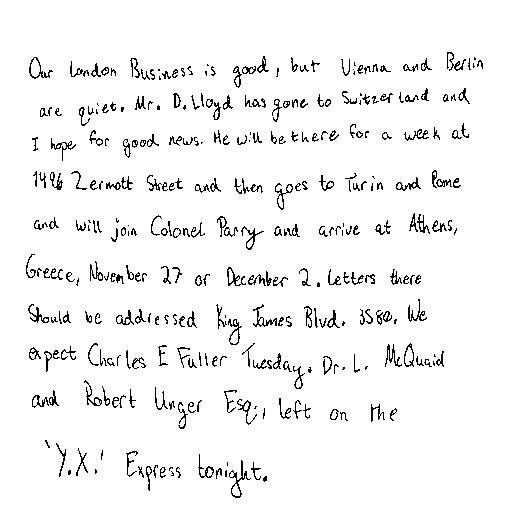 Our London Business is good, but Vienna and Berlin
are quiet. Mr. D. Lloyd has gone to Switzerland and
I hope for good news. He will be there for a week at
1496 Zermott Street and then goes to Turin and Rome
and will join Colonel Parry and arrive at Athens,
Greece, November 27 or December 2. Letters there
Should be addressed King James Blvd. 3580. We
expect Charles E Fuller Tuesday. Dr. L. McQuaid
and Robert Unger Esq., left on the
'Y.X.' Express tonight.